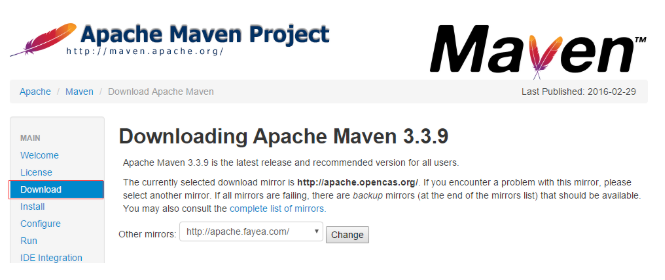 Apache Maven Project
http://maven.apache.org/
Maven™
Apache / Maven / Download Apache Maven
Last Published: 2016-02-29
MAIN
Welcome
License
Download
Install
Configure
Run
IDE Integration
Downloading Apache Maven 3.3.9
Apache Maven 3.3.9 is the latest release and recommended version for all users.
The currently selected download mirror is http://apache.opencas.org/. If you encounter a problem with this mirror, please
select another mirror. If all mirrors are failing, there are backup mirrors (at the end of the mirrors list) that should be available.
You may also consult the complete list of mirrors.
Other mirrors: http://apache.fayea.com/ Change